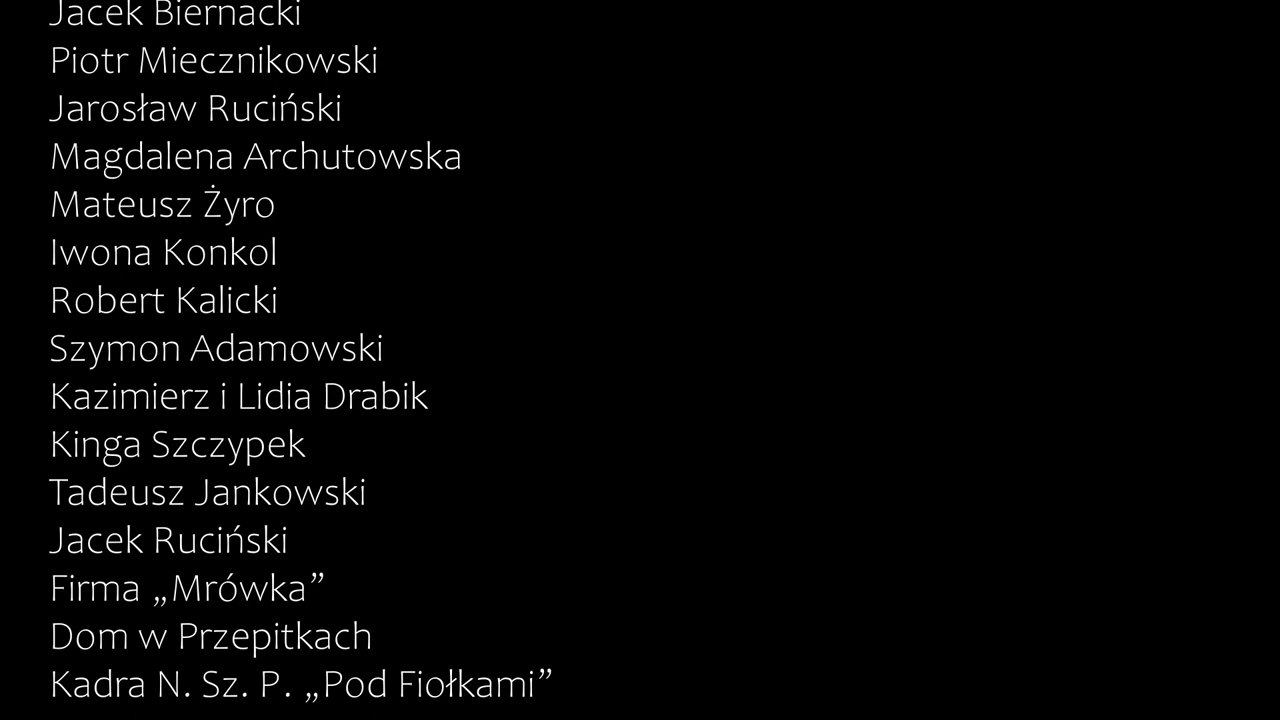 Jacek Biernacki
Piotr Miecznikowski
Jarosław Ruciński
Magdalena Archutowska
Mateusz Żyro
Iwona Konkol
Robert Kalicki
Szymon Adamowski
Kazimierz i Lidia Drabik
Kinga Szczypek
Tadeusz Jankowski
Jacek Ruciński
Firma „Mrówka”
Dom w Przepitkach
Kadra N. Sz. P. „Pod Fiołkami”